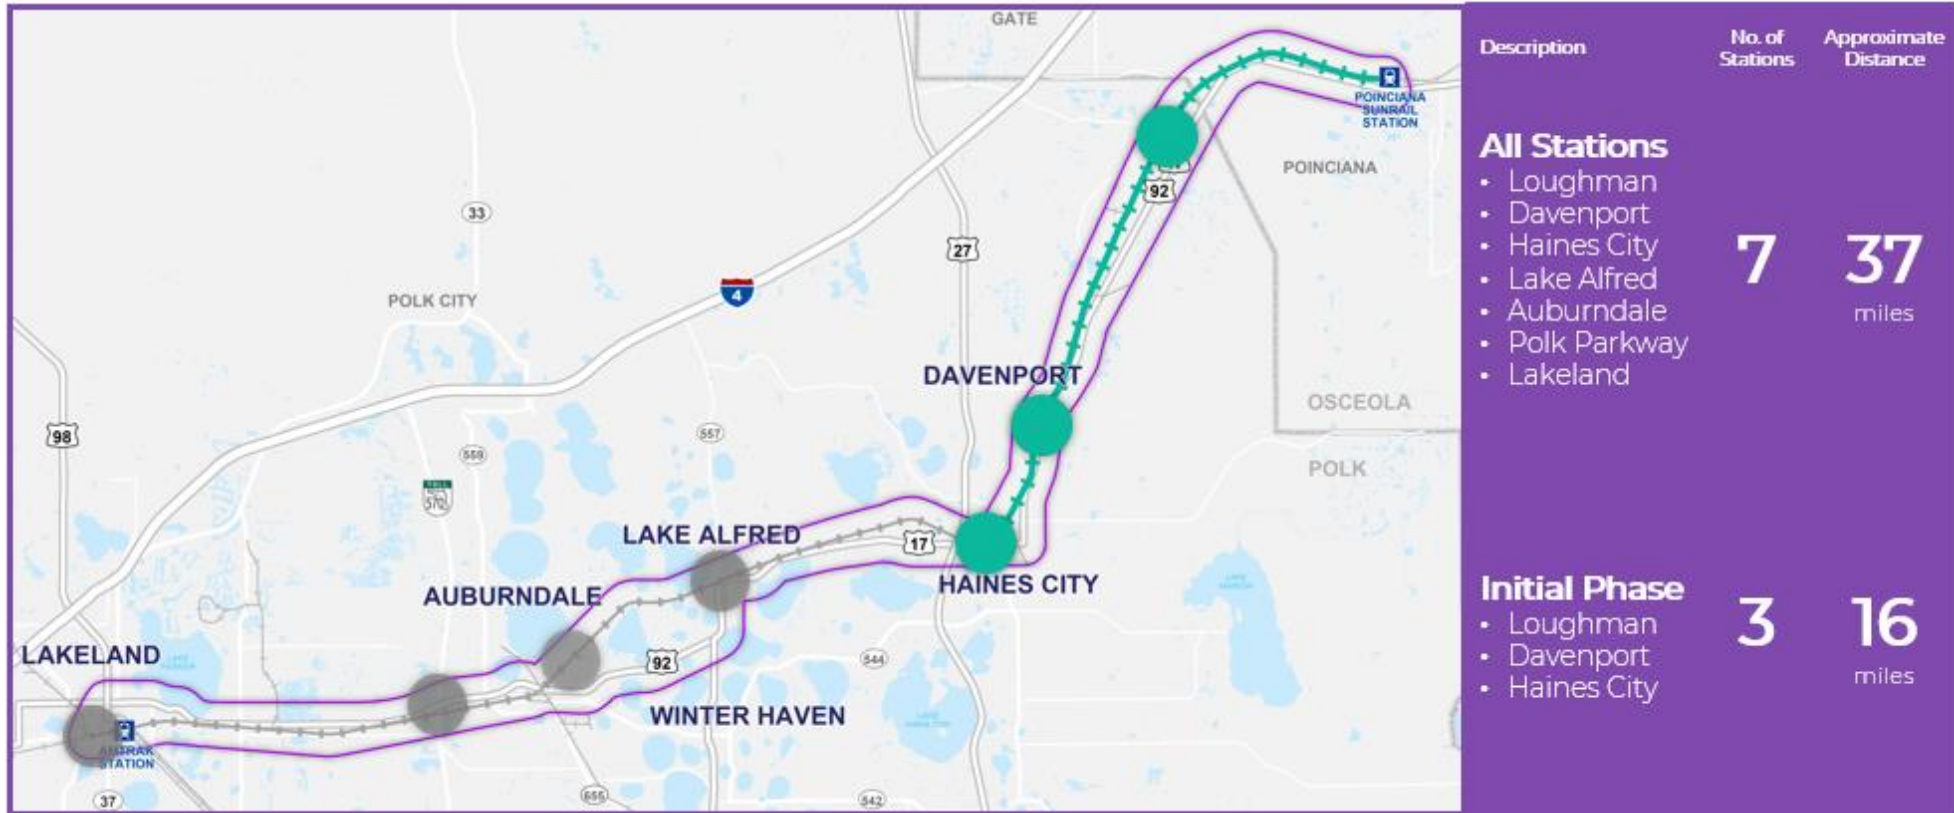 GATE
POINCIANA
SUNRAIL
STATION
POINCIANA
92
33
27
4
POLK CITY
DAVENPORT
OSCEOLA
98
557
559
POLK
TOLL
570
LAKE ALFRED
17
AUBURNDALE
HAINES CITY
LAKELAND
92
544
WINTER HAVEN
AMTRAK
STATION
37
655
542
Description
No. of
Stations
Approximate
Distance
All Stations
• Loughman
• Davenport
• Haines City
• Lake Alfred
• Auburndale
• Polk Parkway
• Lakeland
7
37
miles
Initial Phase
• Loughman
• Davenport
• Haines City
3
16
miles